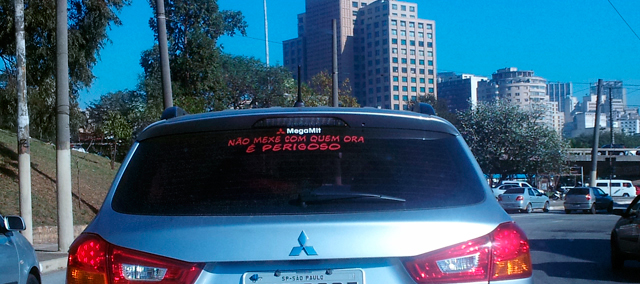 MegaMit
NÃO MEXE COM QUEM ORA
É PERIGOSO
SP-SÃO PAULO